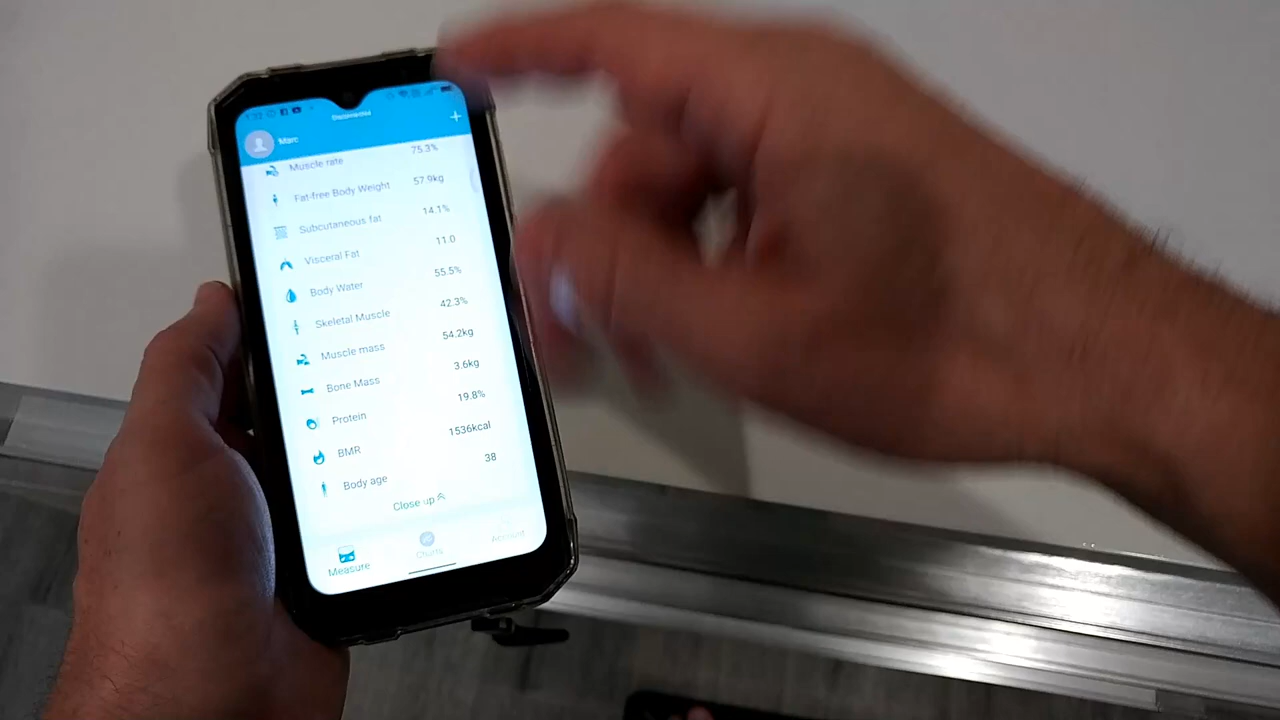 Marc
+
Muscle rate 75.3%
Fat-free Body Weight 57.9kg
Subcutaneous fat 14.1%
Visceral Fat 11.0
Body Water 55.5%
Skeletal Muscle 42.3%
Muscle mass 54.2kg
Bone Mass 3.6kg
Protein 19.8%
BMR 1536kcal
Body age 38
Close up
Measure Charts Account